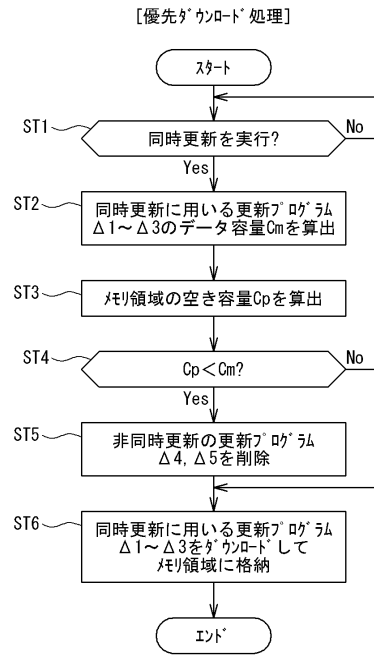 [優先ﾀﾞｳﾝﾛｰﾄﾞ処理]
ｽﾀｰﾄ
ST1
同時更新を実行?
No
Yes
ST2
同時更新に用いる更新ﾌﾟﾛｸﾞﾗﾑ
Δ1～Δ3のデータ容量Cmを算出
ST3
ﾒﾓﾘ領域の空き容量Cpを算出
ST4
Cp＜Cm?
No
Yes
ST5
非同時更新の更新ﾌﾟﾛｸﾞﾗﾑ
Δ4, Δ5を削除
ST6
同時更新に用いる更新ﾌﾟﾛｸﾞﾗﾑ
Δ1～Δ3をﾀﾞｳﾝﾛｰﾄﾞして
ﾒﾓﾘ領域に格納
ｴﾝﾄﾞ